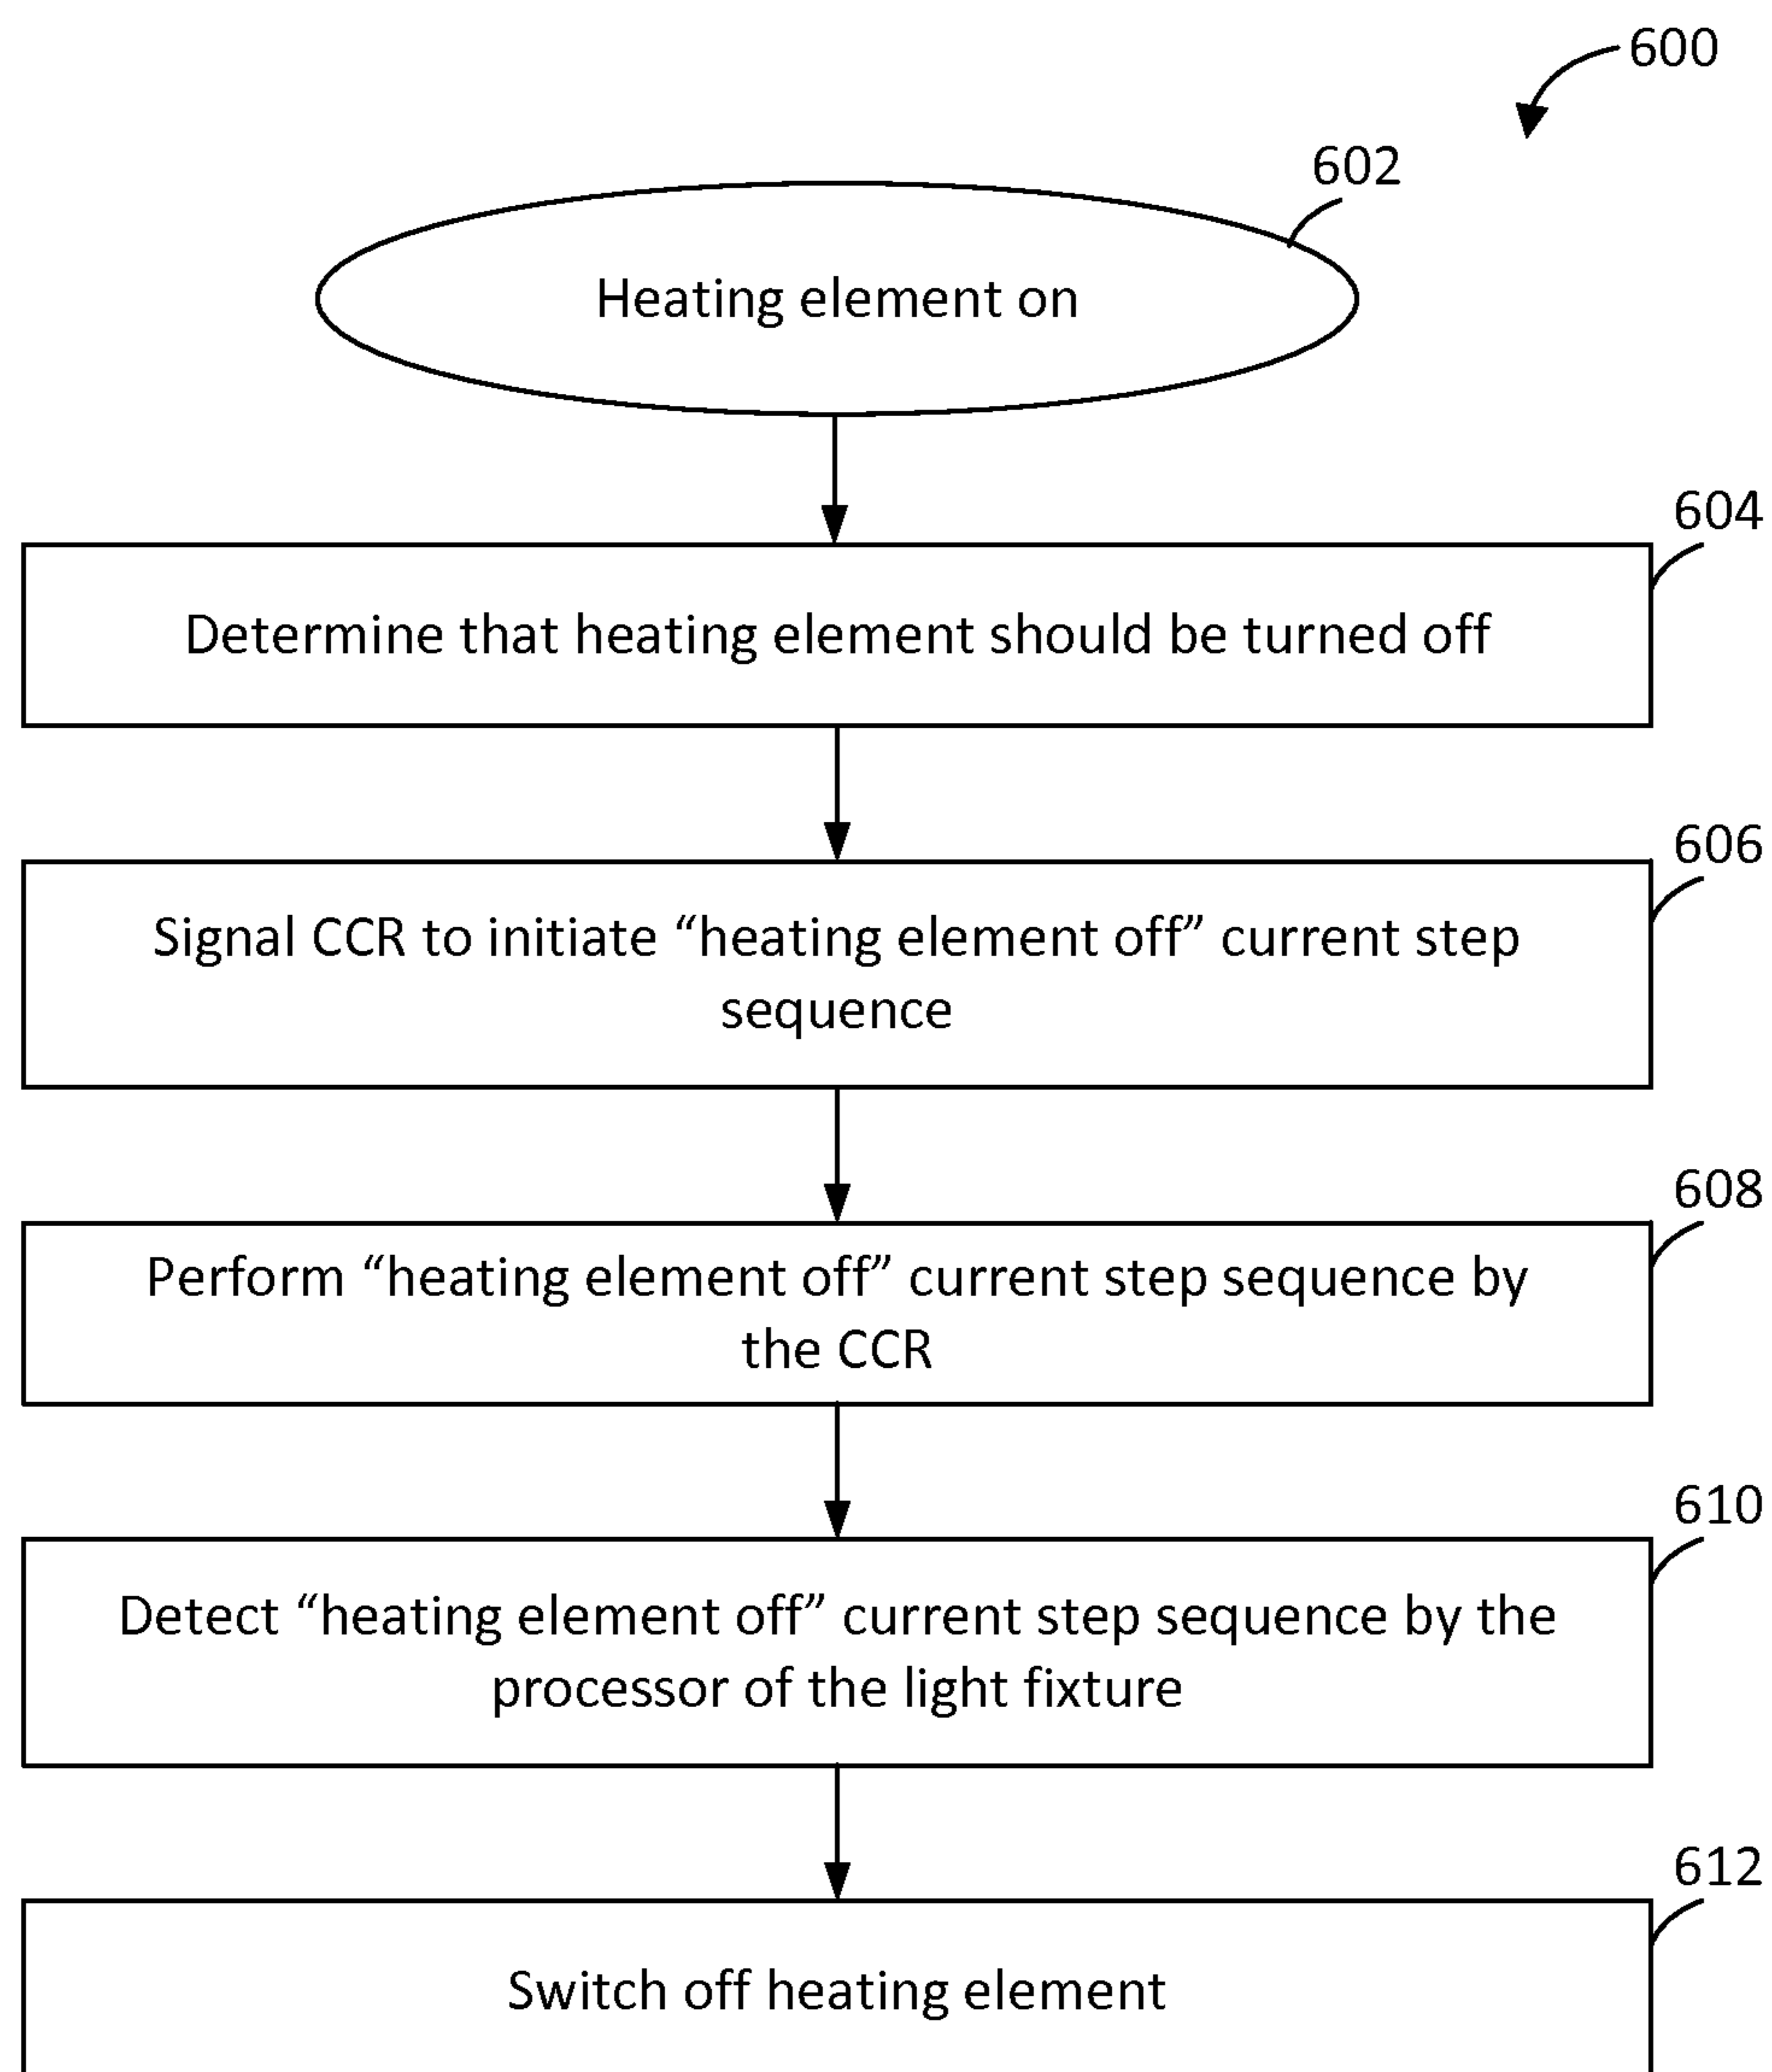 600
602
Heating element on
604
Determine that heating element should be turned off
606
Signal CCR to initiate “heating element off” current step
sequence
608
Perform “heating element off” current step sequence by
the CCR
610
Detect “heating element off” current step sequence by the
processor of the light fixture
612
Switch off heating element